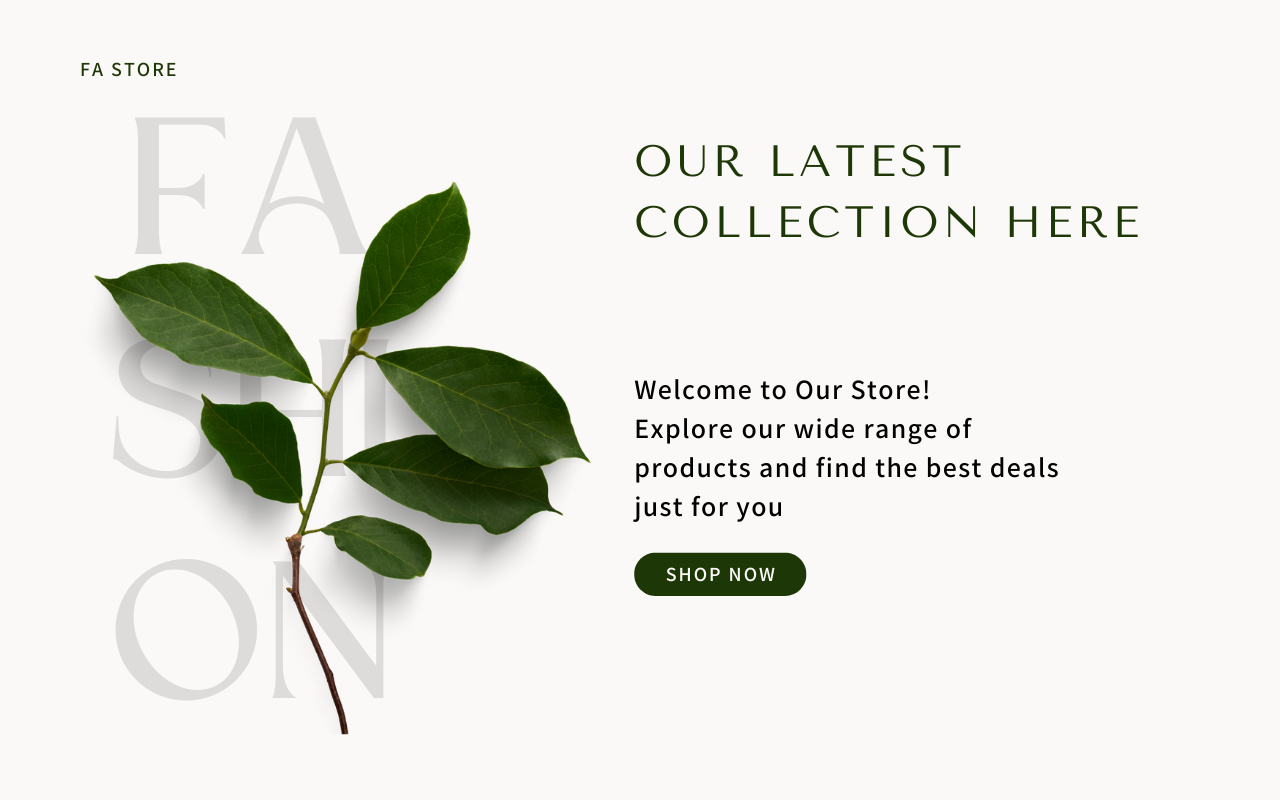 FA STORE
FA
SHI
ON
OUR LATEST
COLLECTION HERE
Welcome to Our Store!
Explore our wide range of
products and find the best deals
just for you
SHOP NOW